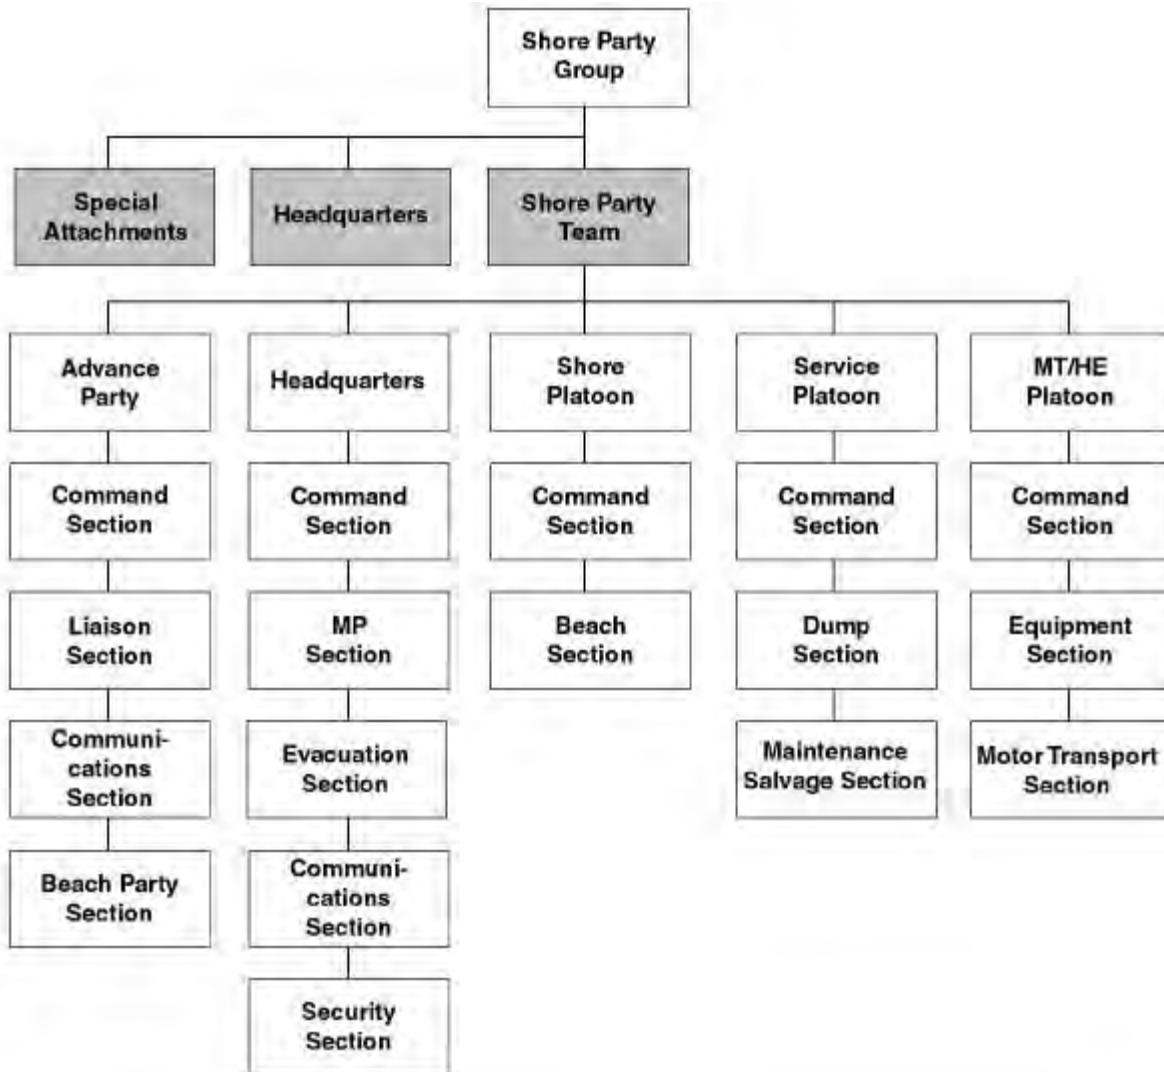 Shore Party
Group
Special
Attachments
Headquarters
Shore Party
Team
Advance
Party
Headquarters
Shore
Platoon
Service
Platoon
MT/HE
Platoon
Command
Section
Command
Section
Command
Section
Command
Section
Command
Section
Liaison
Section
MP
Section
Beach
Section
Dump
Section
Equipment
Section
Communi-
cations
Section
Evacuation
Section
Maintenance
Salvage Section
Motor Transport
Section
Beach Party
Section
Communi-
cations
Section
Security
Section